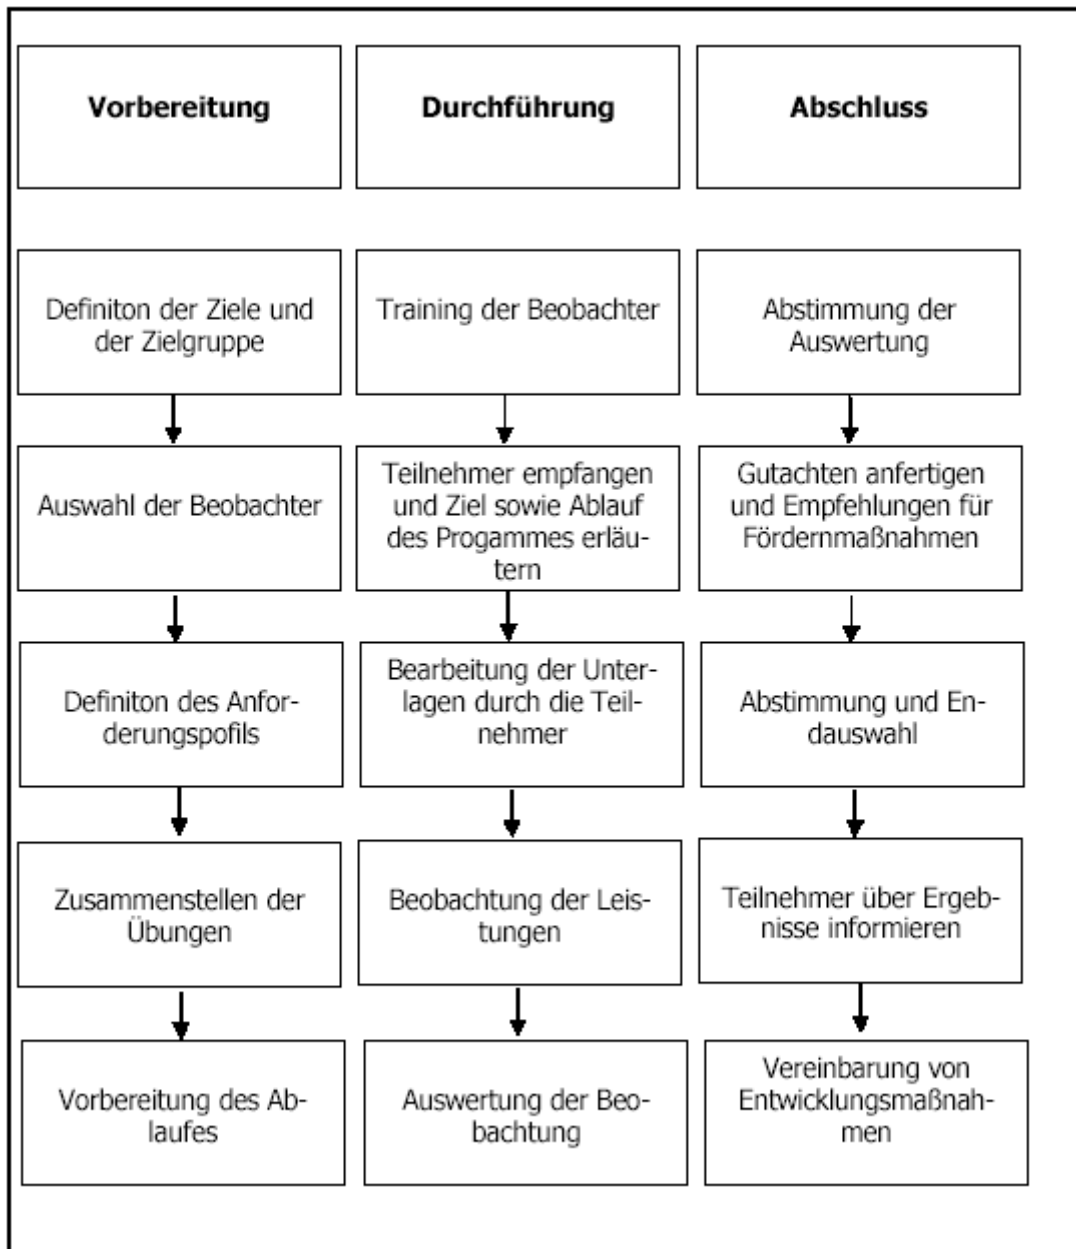 Vorbereitung
Durchführung
Abschluss
Definiton der Ziele und
der Zielgruppe
Training der Beobachter
Abstimmung der
Auswertung
Auswahl der Beobachter
Teilnehmer empfangen
und Ziel sowie Ablauf
des Progammes erläu-
tern
Gutachten anfertigen
und Empfehlungen für
Fördernmaßnahmen
Definiton des Anfor-
derungspofils
Bearbeitung der Unter-
lagen durch die Teil-
nehmer
Abstimmung und En-
dauswahl
Zusammenstellen der
Übungen
Beobachtung der Leis-
tungen
Teilnehmer über Ergeb-
nisse informieren
Vorbereitung des Ab-
laufes
Auswertung der Beo-
bachtung
Vereinbarung von
Entwicklungsmaßnah-
men